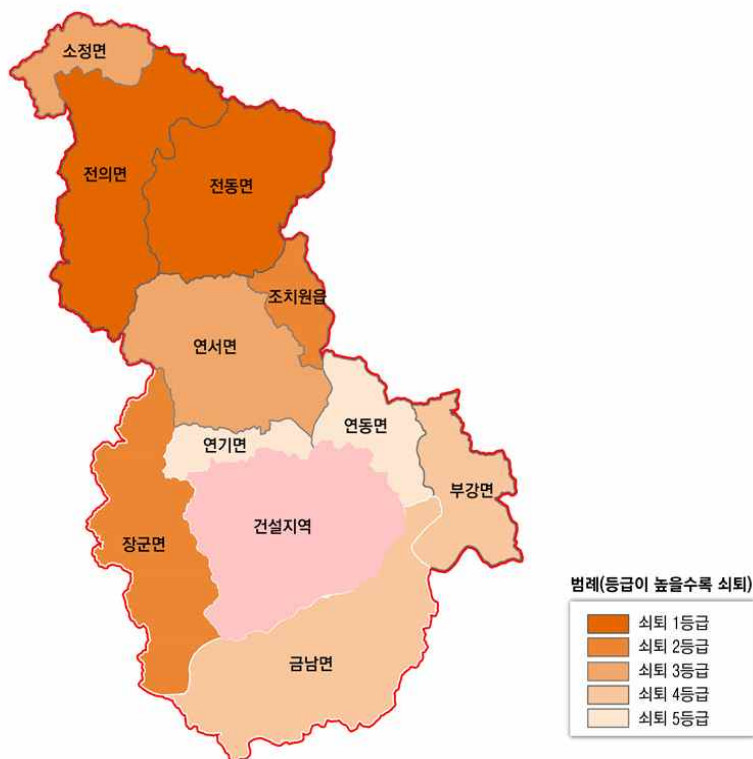 소정면
전의면
전동면
조치원읍
연서면
연기면
연동면
부강면
건설지역
장군면
금남면
범례(등급이 높을수록 쇠퇴)
쇠퇴 1등급
쇠퇴 2등급
쇠퇴 3등급
쇠퇴 4등급
쇠퇴 5등급